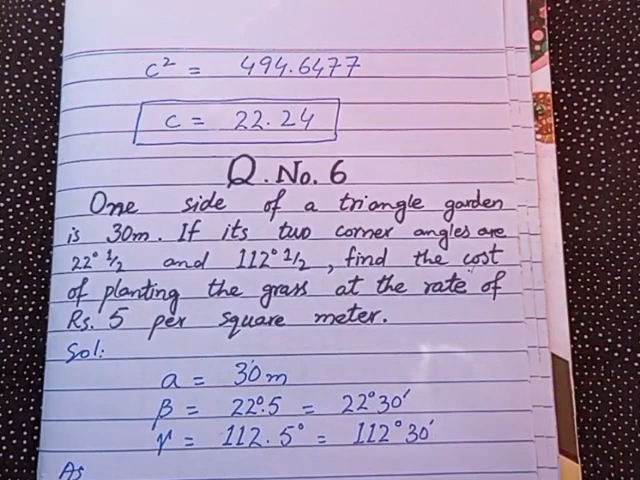 c² = 494.6477
c = 22.24
Q. No. 6
One side of a triangle garden
is 30m. If its two corner angles are
22° 1/2 and 112° 1/2, find the cost
of planting the grass at the rate of
Rs. 5 per square meter.
Sol:
a = 30m
β = 22°.5 = 22°30′
γ = 112.5° = 112°30′
As